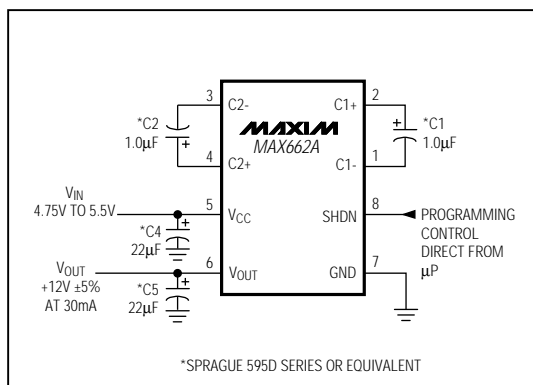 3
C2-
C1+
2
*C2
1.0µF
+
MAXIM
MAX662A
+
*C1
1.0µF
4
C2+
C1-
1
VIN
4.75V TO 5.5V
5
VCC
SHDN
8
PROGRAMMING
CONTROL
DIRECT FROM
µP
*C4
22µF
+
VOUT
+12V ±5%
AT 30mA
6
VOUT
GND
7
*C5
22µF
+
*SPRAGUE 595D SERIES OR EQUIVALENT